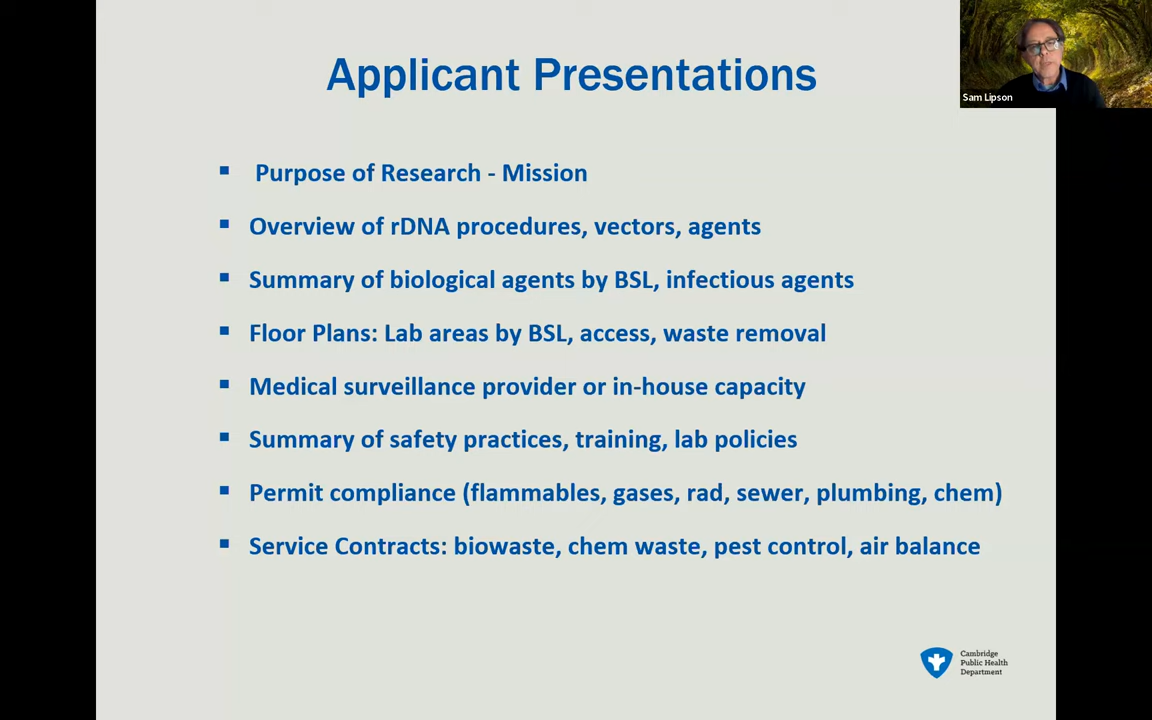 Applicant Presentations
Sam Lipson
▪ Purpose of Research - Mission
▪ Overview of rDNA procedures, vectors, agents
▪ Summary of biological agents by BSL, infectious agents
▪ Floor Plans: Lab areas by BSL, access, waste removal
▪ Medical surveillance provider or in-house capacity
▪ Summary of safety practices, training, lab policies
▪ Permit compliance (flammables, gases, rad, sewer, plumbing, chem)
▪ Service Contracts: biowaste, chem waste, pest control, air balance
Cambridge
Public Health
Department